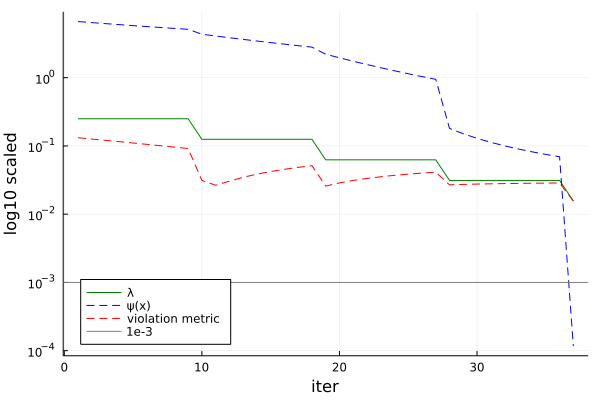 log10 scaled
10⁰
10⁻¹
10⁻²
10⁻³
10⁻⁴
λ
ψ(x)
violation metric
1e-3
0
10
20
30
iter